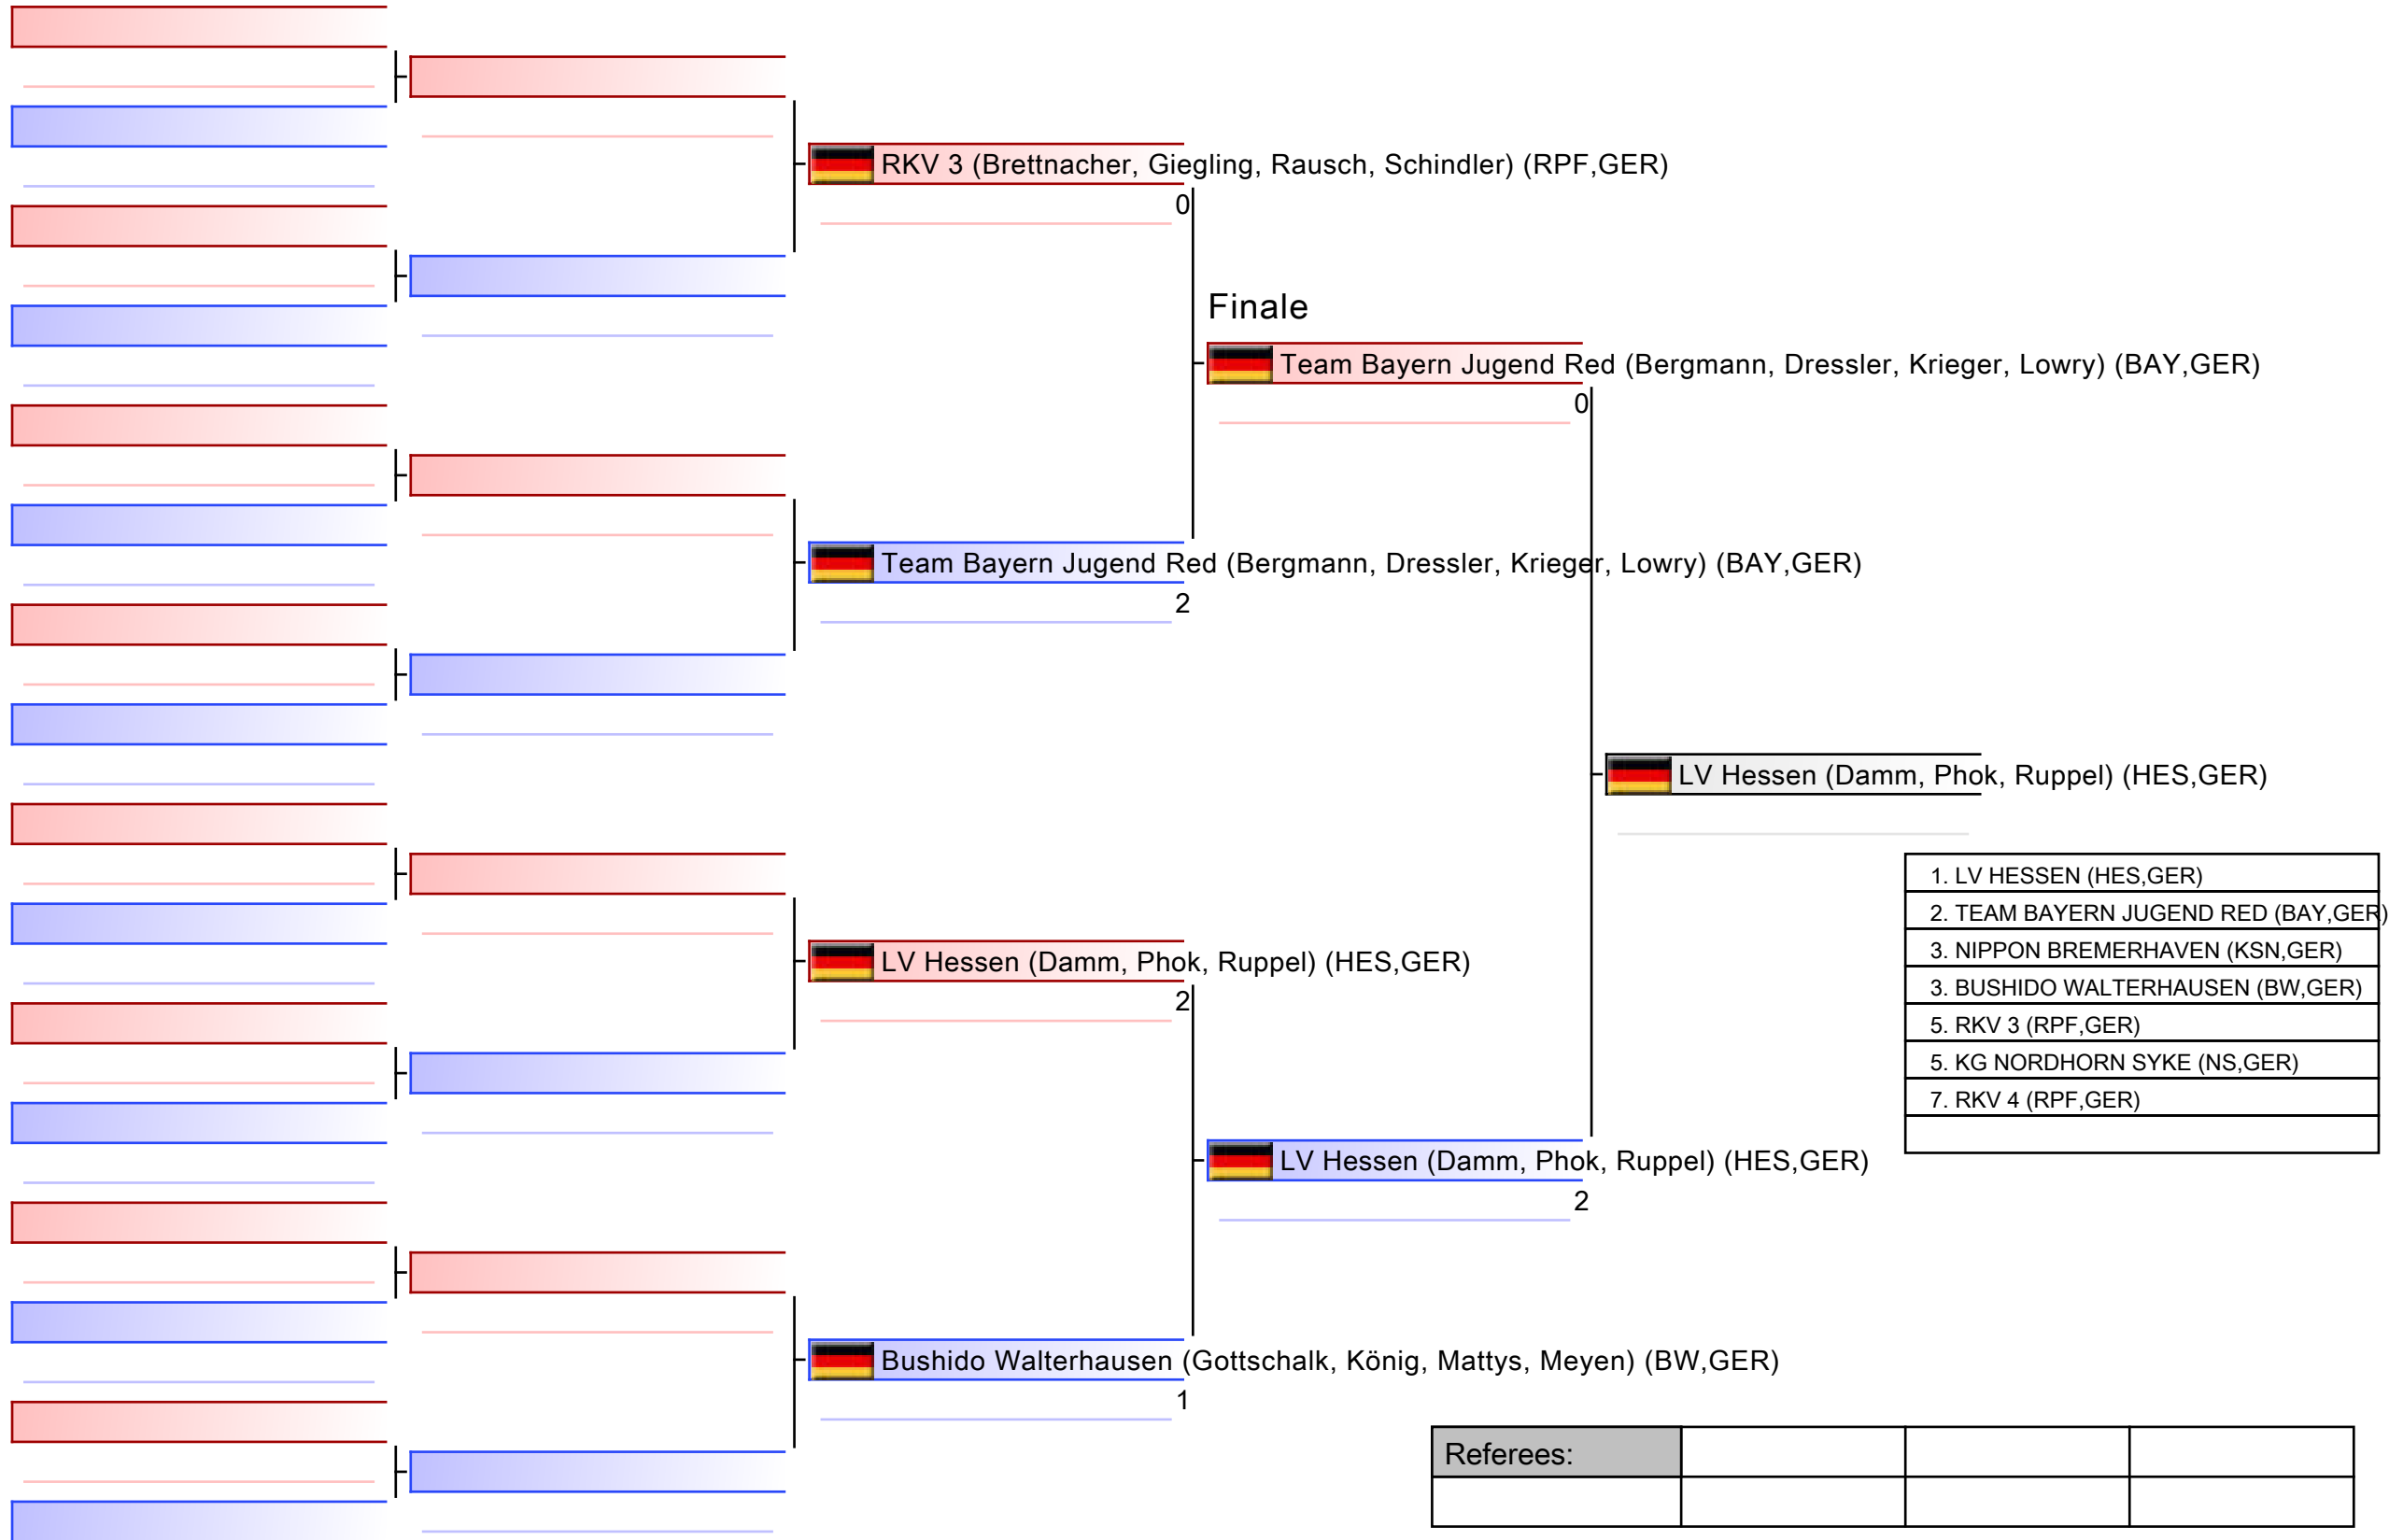 RKV 3 (Brettnacher, Giegling, Rausch, Schindler) (RPF,GER)
0
Finale
Team Bayern Jugend Red (Bergmann, Dressler, Krieger, Lowry) (BAY,GER)
0
Team Bayern Jugend Red (Bergmann, Dressler, Krieger, Lowry) (BAY,GER)
2
LV Hessen (Damm, Phok, Ruppel) (HES,GER)
1. LV HESSEN (HES,GER)
2. TEAM BAYERN JUGEND RED (BAY,GER)
3. NIPPON BREMERHAVEN (KSN,GER)
3. BUSHIDO WALTERHAUSEN (BW,GER)
5. RKV 3 (RPF,GER)
5. KG NORDHORN SYKE (NS,GER)
7. RKV 4 (RPF,GER)
LV Hessen (Damm, Phok, Ruppel) (HES,GER)
2
LV Hessen (Damm, Phok, Ruppel) (HES,GER)
2
Bushido Walterhausen (Gottschalk, König, Mattys, Meyen) (BW,GER)
1
Referees: